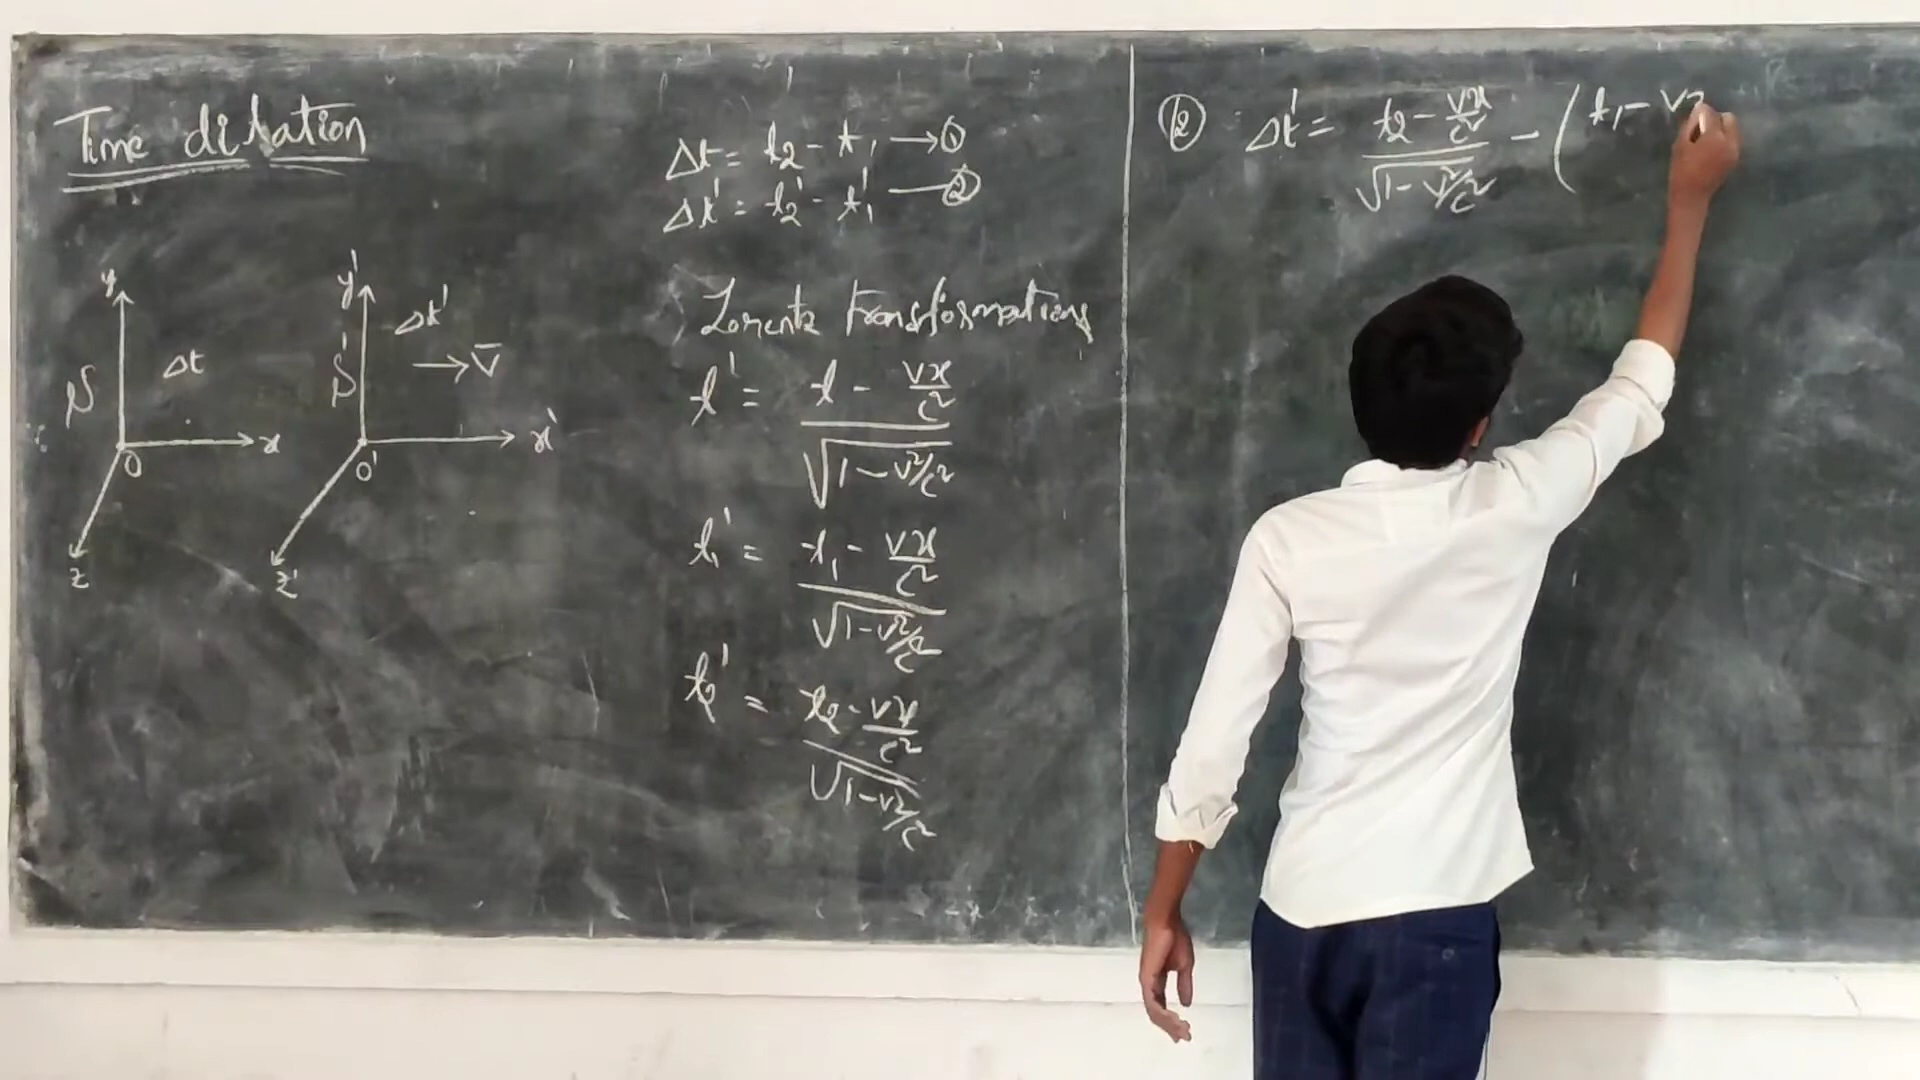 Time dilation
y
S
Δt
x
O
z
y'
S'
Δt'
→ V̄
x'
O'
z'
Δt = t₂ - t₁ → ①
Δt' = t₂' - t₁' — ②
Lorentz transformations
t' = (t - vx/c²) / √(1 - v²/c²)
t₁' = (t₁ - vx/c²) / √(1 - v²/c²)
t₂' = (t₂ - vx/c²) / √(1 - v²/c²)
② Δt' = (t₂ - vx/c²) / √(1 - v²/c²) - ( t₁ - v